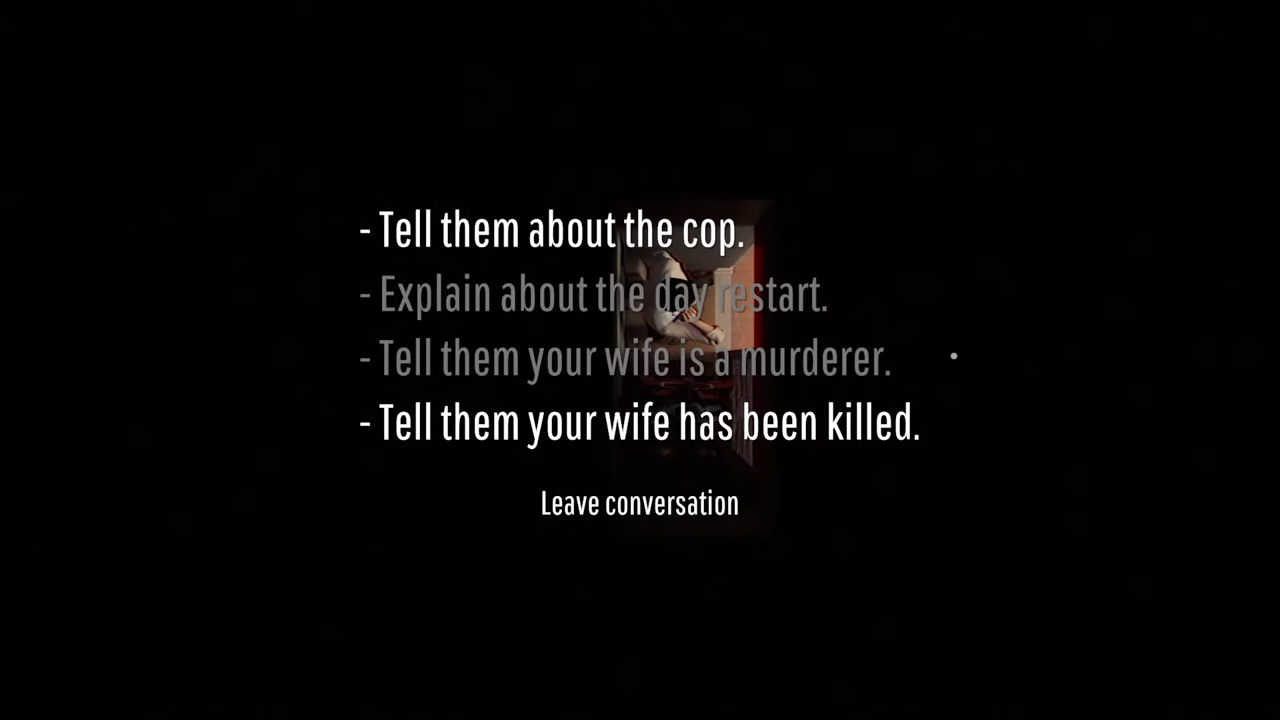 - Tell them about the cop.
- Explain about the day restart.
- Tell them your wife is a murderer.
- Tell them your wife has been killed.
Leave conversation